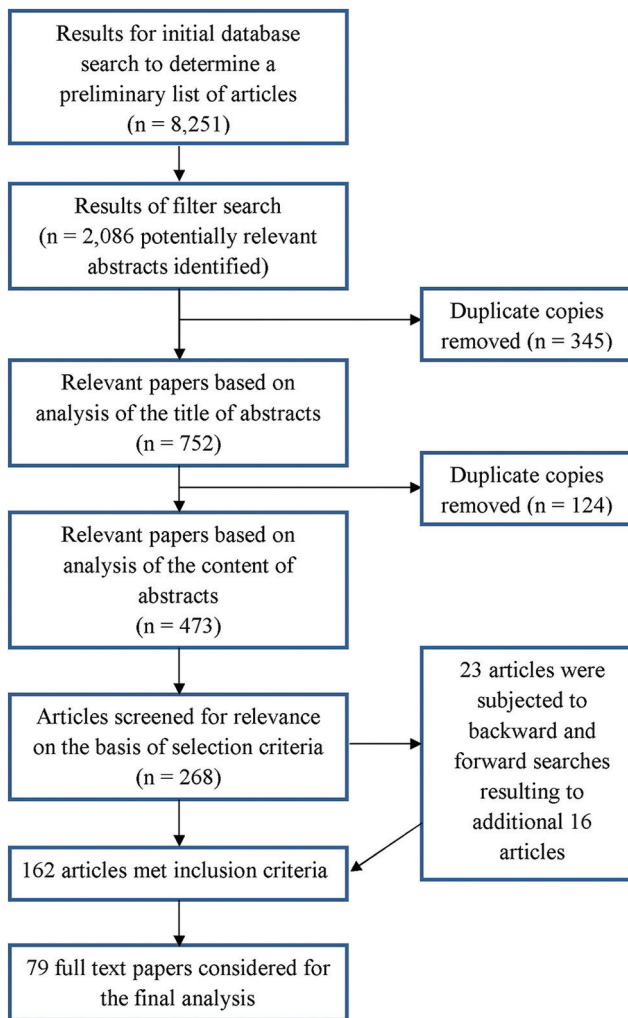 Results for initial database
search to determine a
preliminary list of articles
(n = 8,251)
Results of filter search
(n = 2,086 potentially relevant
abstracts identified)
Duplicate copies
removed (n = 345)
Relevant papers based on
analysis of the title of abstracts
(n = 752)
Duplicate copies
removed (n = 124)
Relevant papers based on
analysis of the content of
abstracts
(n = 473)
Articles screened for relevance
on the basis of selection criteria
(n = 268)
23 articles were
subjected to
backward and
forward searches
resulting to
additional 16
articles
162 articles met inclusion criteria
79 full text papers considered for
the final analysis